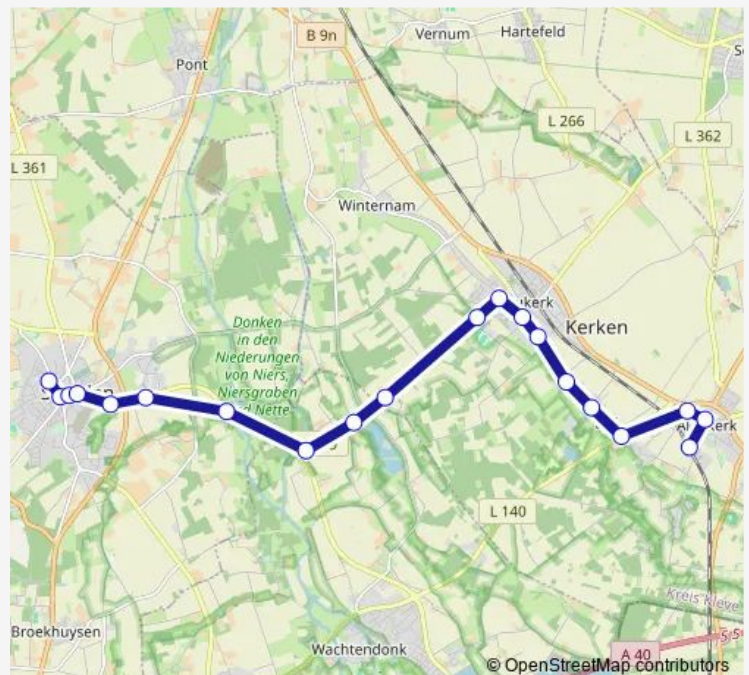 B 9n
Vernum
Hartefeld
Pont
L 266
L 362
L 361
Winternam
Kerken
Donken
in den
Niederungen
von Niers,
Niersgraben
Nette
L 140
Kreis Kleve
Broekhuysen
Wachtendonk
A 40
© OpenStreetMap contributors